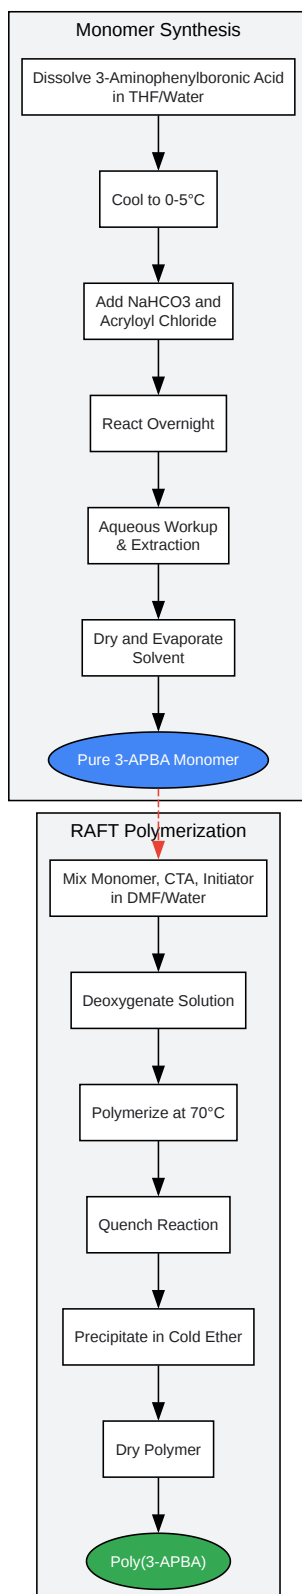 Monomer Synthesis
Dissolve 3-Aminophenylboronic Acid
in THF/Water
Cool to 0-5°C
Add NaHCO3 and
Acryloyl Chloride
React Overnight
Aqueous Workup
& Extraction
Dry and Evaporate
Solvent
Pure 3-APBA Monomer
RAFT Polymerization
Mix Monomer, CTA, Initiator
in DMF/Water
Deoxygenate Solution
Polymerize at 70°C
Quench Reaction
Precipitate in Cold Ether
Dry Polymer
Poly(3-APBA)